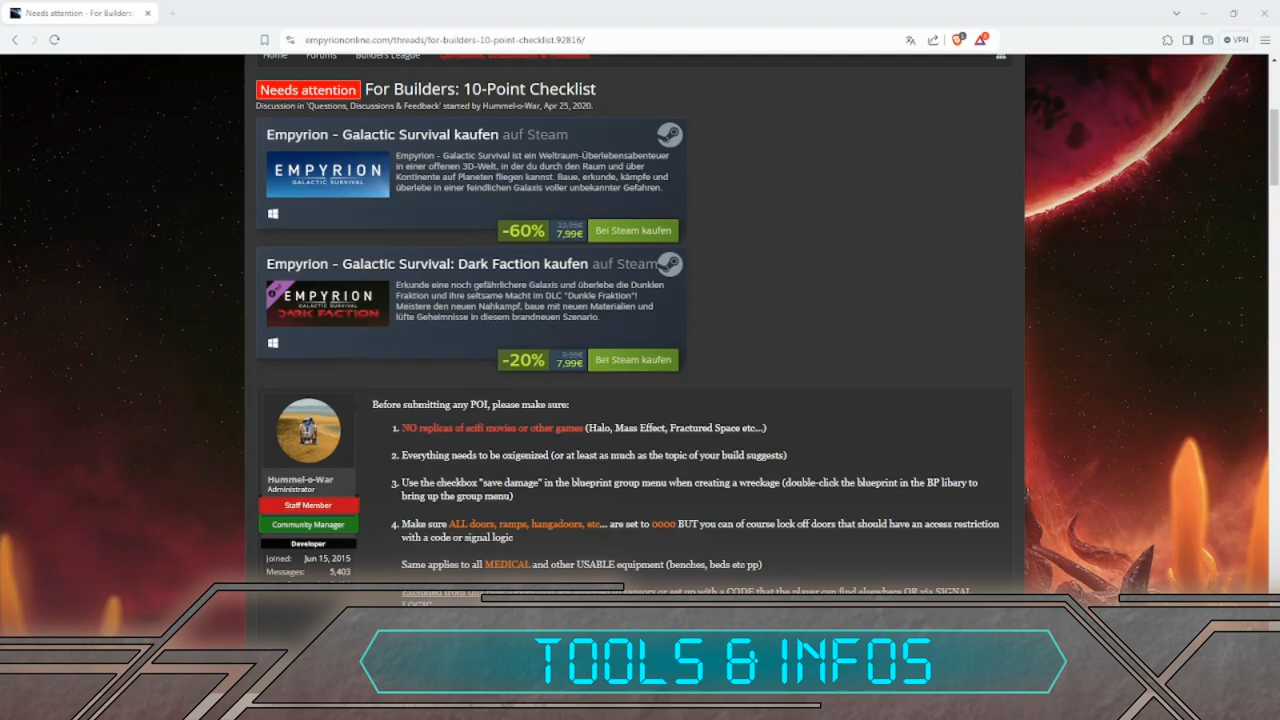 Needs attention - For Builders:
empyriononline.com/threads/for-builders-10-point-checklist.92816/
VPN
Home Forums Builders League
Needs attention For Builders: 10-Point Checklist
Discussion in 'Questions, Discussions & Feedback' started by Hummel-o-War, Apr 25, 2020.
Empyrion - Galactic Survival kaufen auf Steam
EMPYRION
GALACTIC SURVIVAL
Empyrion - Galactic Survival ist ein Weltraum-Überlebensabenteuer
in einer offenen 3D-Welt, in der du durch den Raum und über
Kontinente auf Planeten fliegen kannst. Baue, erkunde, kämpfe und
überlebe in einer feindlichen Galaxis voller unbekannter Gefahren.
-60%
7,99€
Bei Steam kaufen
Empyrion - Galactic Survival: Dark Faction kaufen auf Steam
EMPYRION
GALACTIC SURVIVAL
DARK FACTION
Erkunde eine noch gefährlichere Galaxis und überlebe die Dunklen
Fraktion und ihre seltsame Macht im DLC "Dunkle Fraktion"!
Meistere den neuen Nahkampf, baue mit neuen Materialien und
lüfte Geheimnisse in diesem brandneuen Szenario.
-20%
9,99€
7,99€
Bei Steam kaufen
Before submitting any POI, please make sure:
1. NO replicas of scifi movies or other games (Halo, Mass Effect, Fractured Space etc...)
2. Everything needs to be oxigenized (or at least as much as the topic of your build suggests)
3. Use the checkbox "save damage" in the blueprint group menu when creating a wreckage (double-click the blueprint in the BP libary to
bring up the group menu)
4. Make sure ALL doors, ramps, hangadoors, etc... are set to 0000 BUT you can of course lock off doors that should have an access restriction
with a code or signal logic
Same applies to all MEDICAL and other USABLE equipment (benches, beds ete pp)
Hummel-o-War
Administrator
Staff Member
Community Manager
Developer
Joined: Jun 15, 2015
Messages: 5,403
TOOLS & INFOS